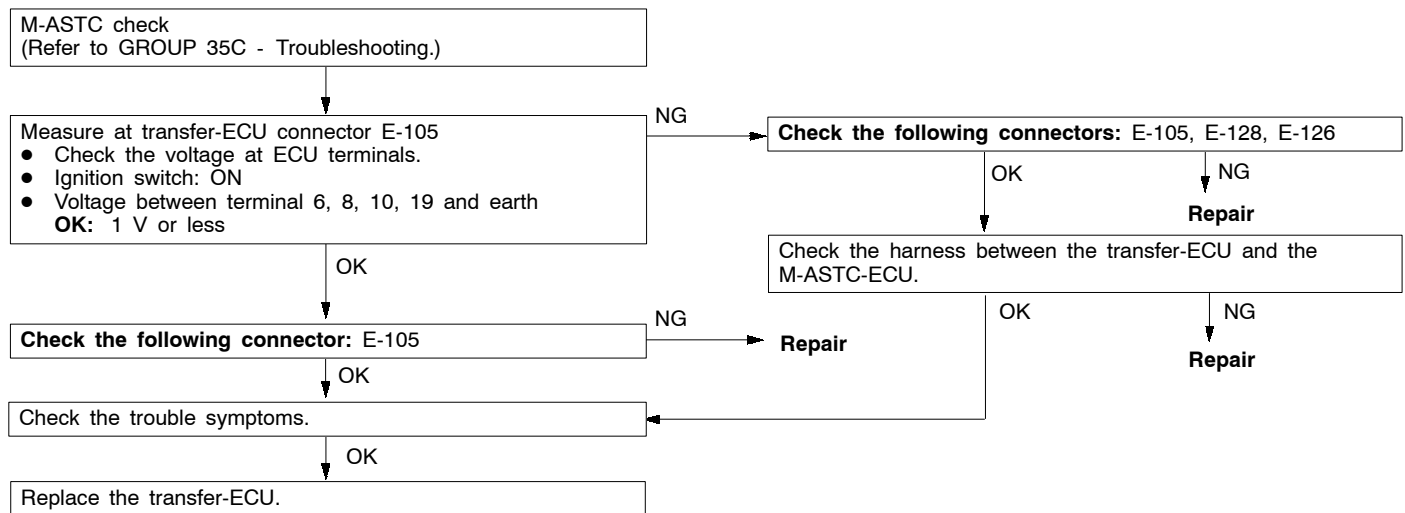 M-ASTC check
(Refer to GROUP 35C - Troubleshooting.)
Measure at transfer-ECU connector E-105
● Check the voltage at ECU terminals.
● Ignition switch: ON
● Voltage between terminal 6, 8, 10, 19 and earth
OK: 1 V or less
NG
Check the following connectors: E-105, E-128, E-126
OK
NG
Repair
Check the harness between the transfer-ECU and the
M-ASTC-ECU.
OK
NG
Repair
OK
Check the following connector: E-105
NG
Repair
OK
Check the trouble symptoms.
OK
Replace the transfer-ECU.